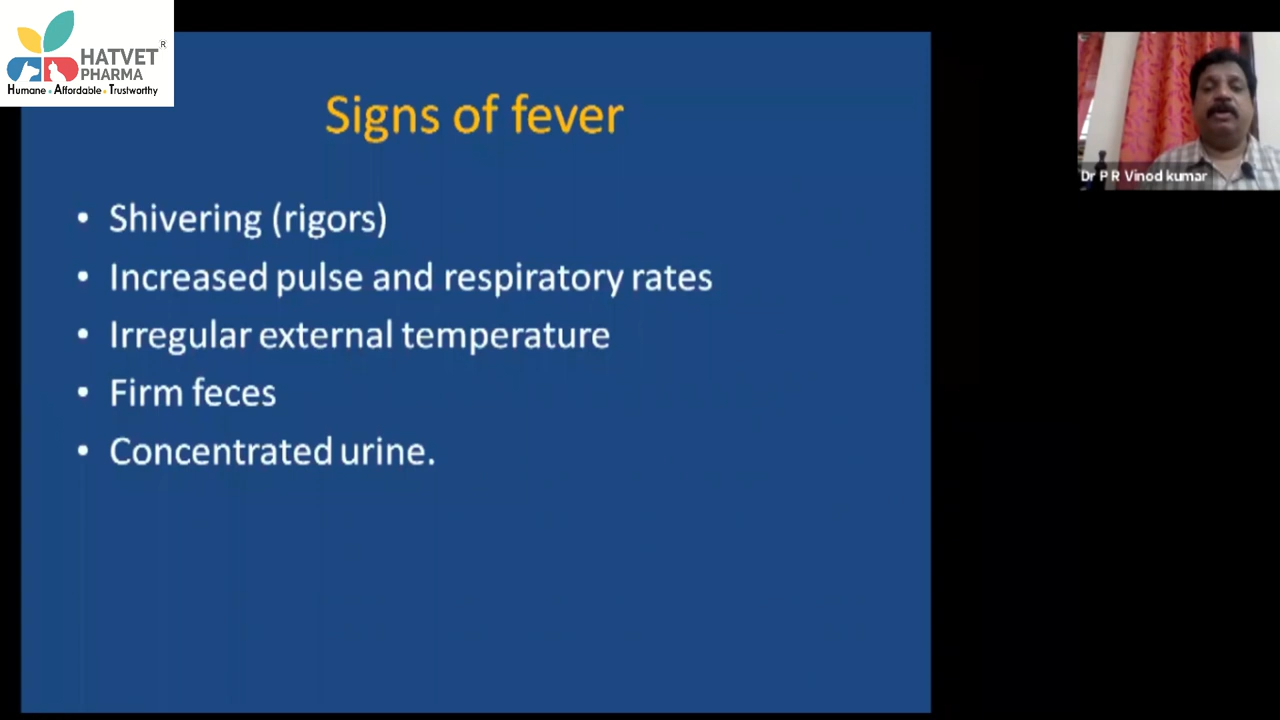 HATVET®
PHARMA
Humane • Affordable • Trustworthy
Signs of fever
• Shivering (rigors)
• Increased pulse and respiratory rates
• Irregular external temperature
• Firm feces
• Concentrated urine.
Dr P R Vinod kumar